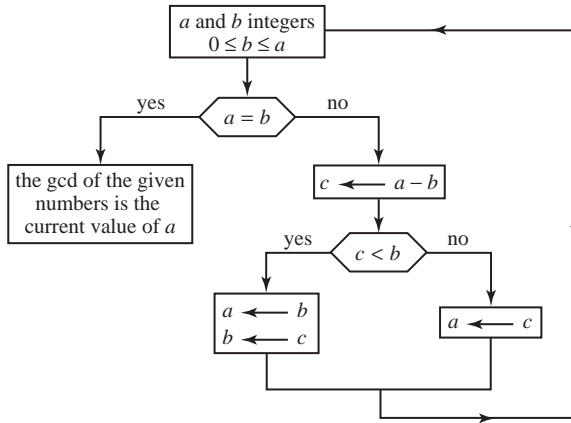 a and b integers
0 ≤ b ≤ a
yes
a = b
no
the gcd of the given
numbers is the
current value of a
c ← a − b
yes
c < b
no
a ← b
b ← c
a ← c